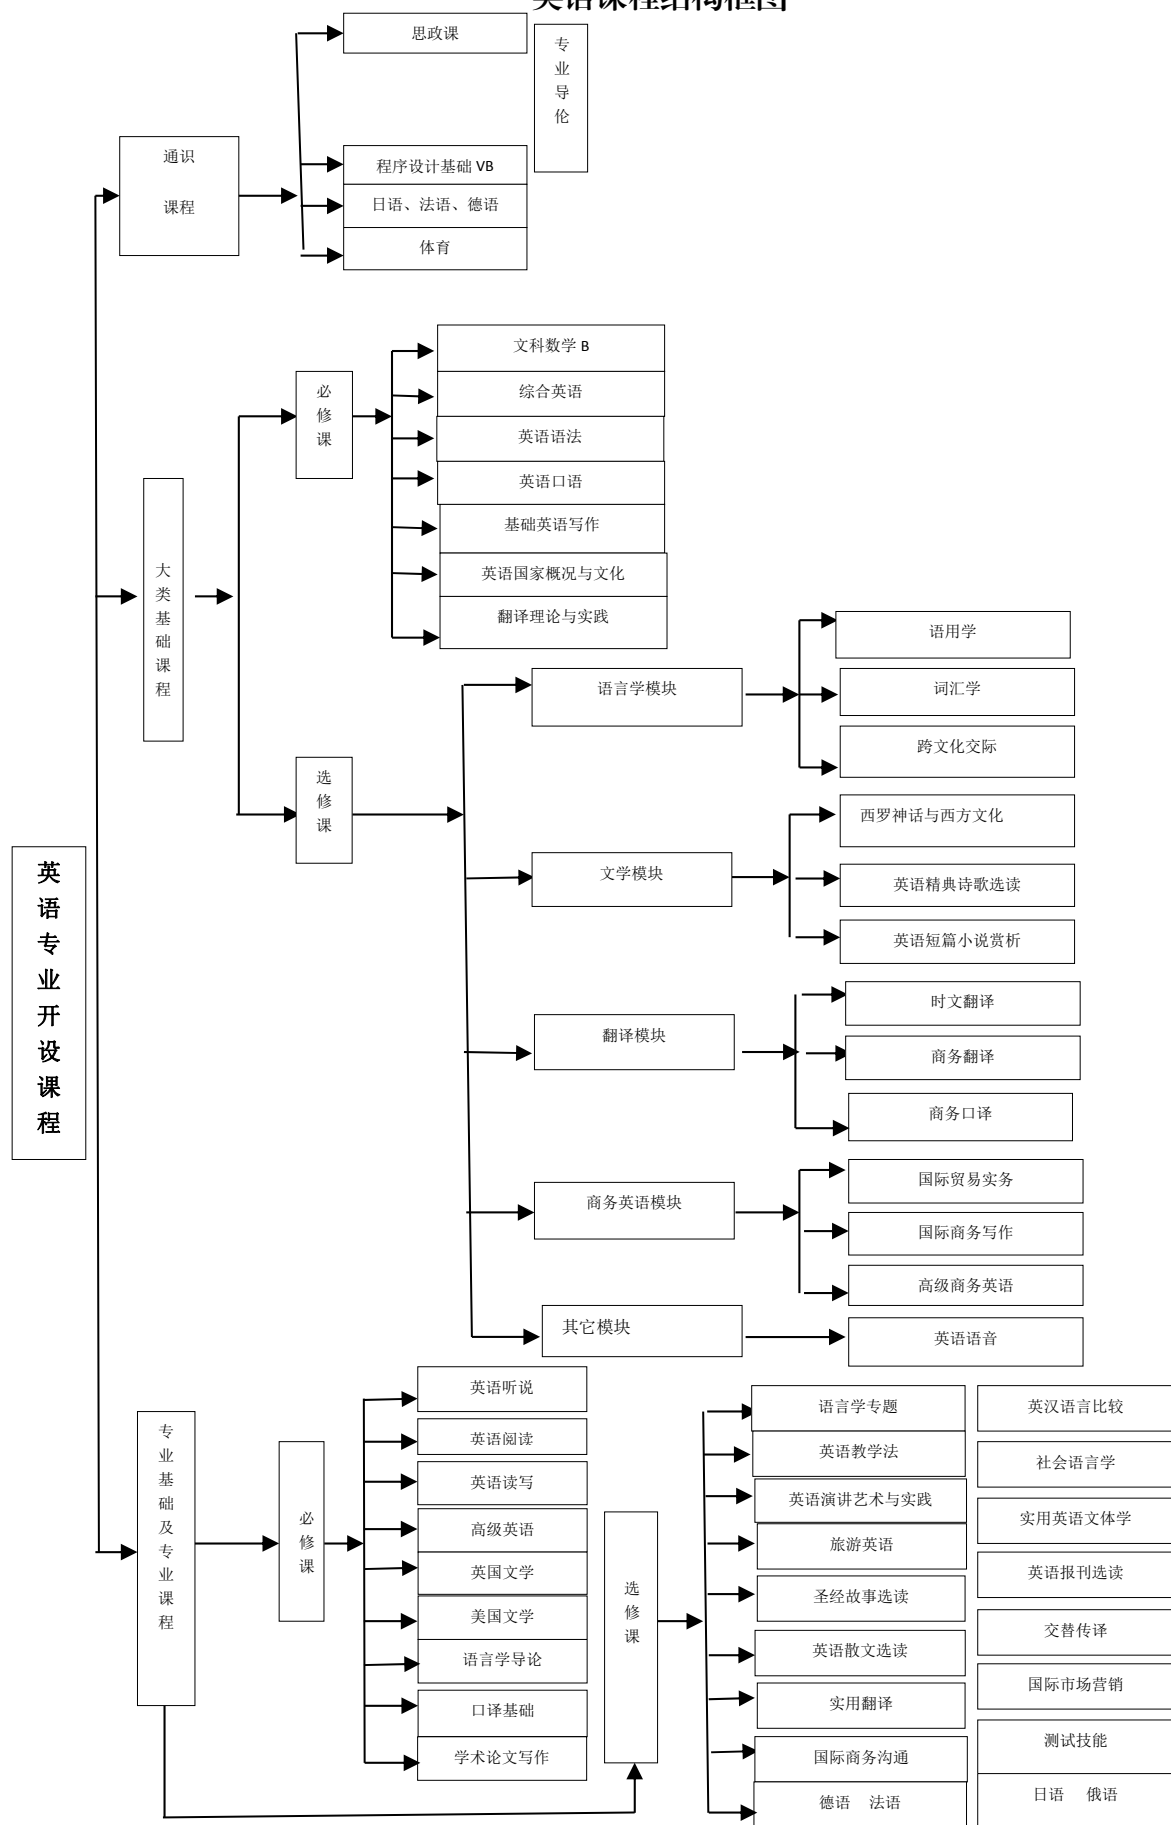 英语课程结构框图
思政课
专业导伦
通识
课程
程序设计基础 VB
日语、法语、德语
体育
文科数学 B
必修课
综合英语
英语语法
英语口语
基础英语写作
英语国家概况与文化
翻译理论与实践
大类基础课程
选修课
语言学模块
语用学
词汇学
跨文化交际
文学模块
西罗神话与西方文化
英语精典诗歌选读
英语短篇小说赏析
英语专业开设课程
翻译模块
时文翻译
商务翻译
商务口译
商务英语模块
国际贸易实务
国际商务写作
高级商务英语
其它模块
英语语音
专业基础及专业课程
必修课
英语听说
英语阅读
英语读写
高级英语
英国文学
美国文学
语言学导论
口译基础
学术论文写作
选修课
语言学专题
英语教学法
英语演讲艺术与实践
旅游英语
圣经故事选读
英语散文选读
实用翻译
国际商务沟通
德语 法语
英汉语言比较
社会语言学
实用英语文体学
英语报刊选读
交替传译
国际市场营销
测试技能
日语 俄语